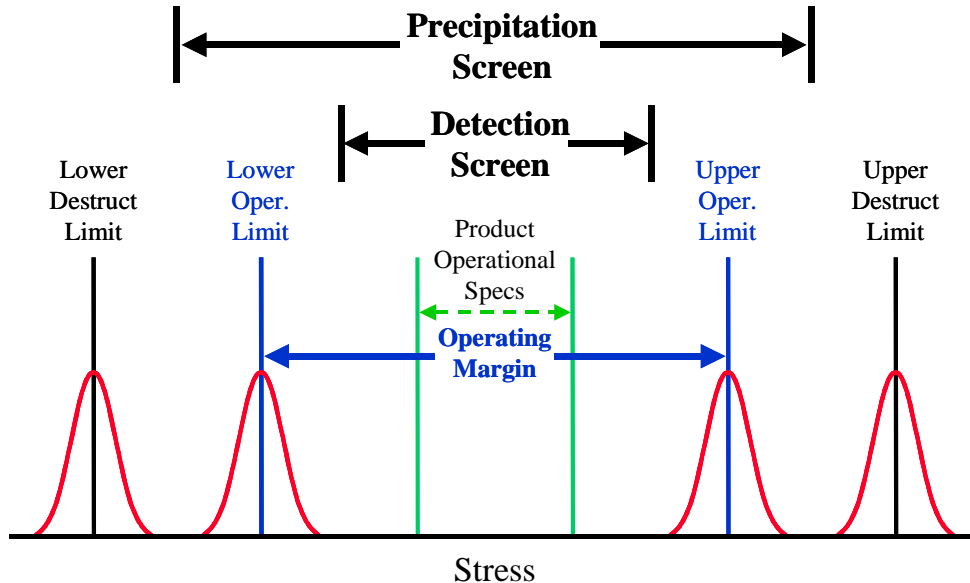 Precipitation
Screen
Detection
Screen
Lower
Destruct
Limit
Lower
Oper.
Limit
Product
Operational
Specs
Upper
Oper.
Limit
Upper
Destruct
Limit
Operating
Margin
Stress